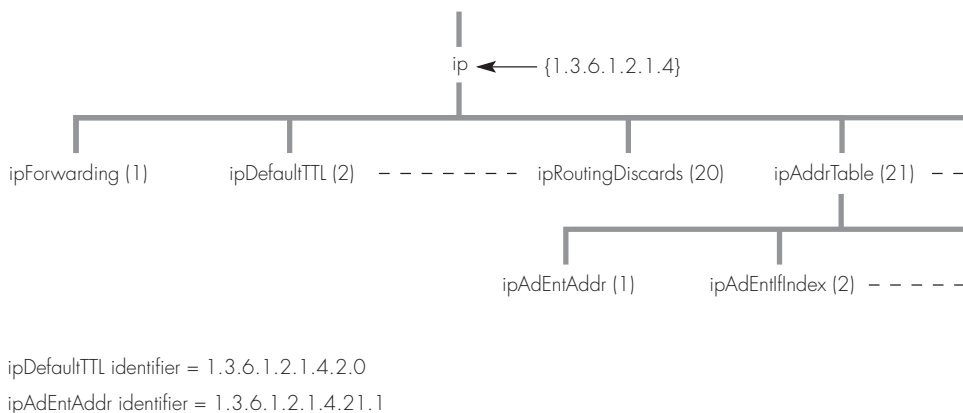 ip {1.3.6.1.2.1.4}
ipForwarding (1) ipDefaultTTL (2) ipRoutingDiscards (20) ipAddrTable (21)
ipAdEntAddr (1) ipAdEntIfIndex (2)
ipDefaultTTL identifier = 1.3.6.1.2.1.4.2.0
ipAdEntAddr identifier = 1.3.6.1.2.1.4.21.1